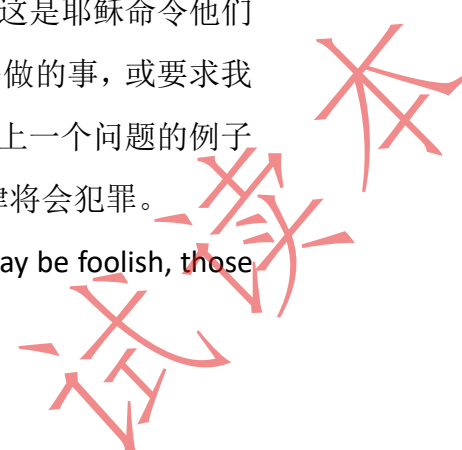 这是耶稣命令他们
做的事，或要求我
上一个问题的例子
律将会犯罪。
ay be foolish, those
试读本